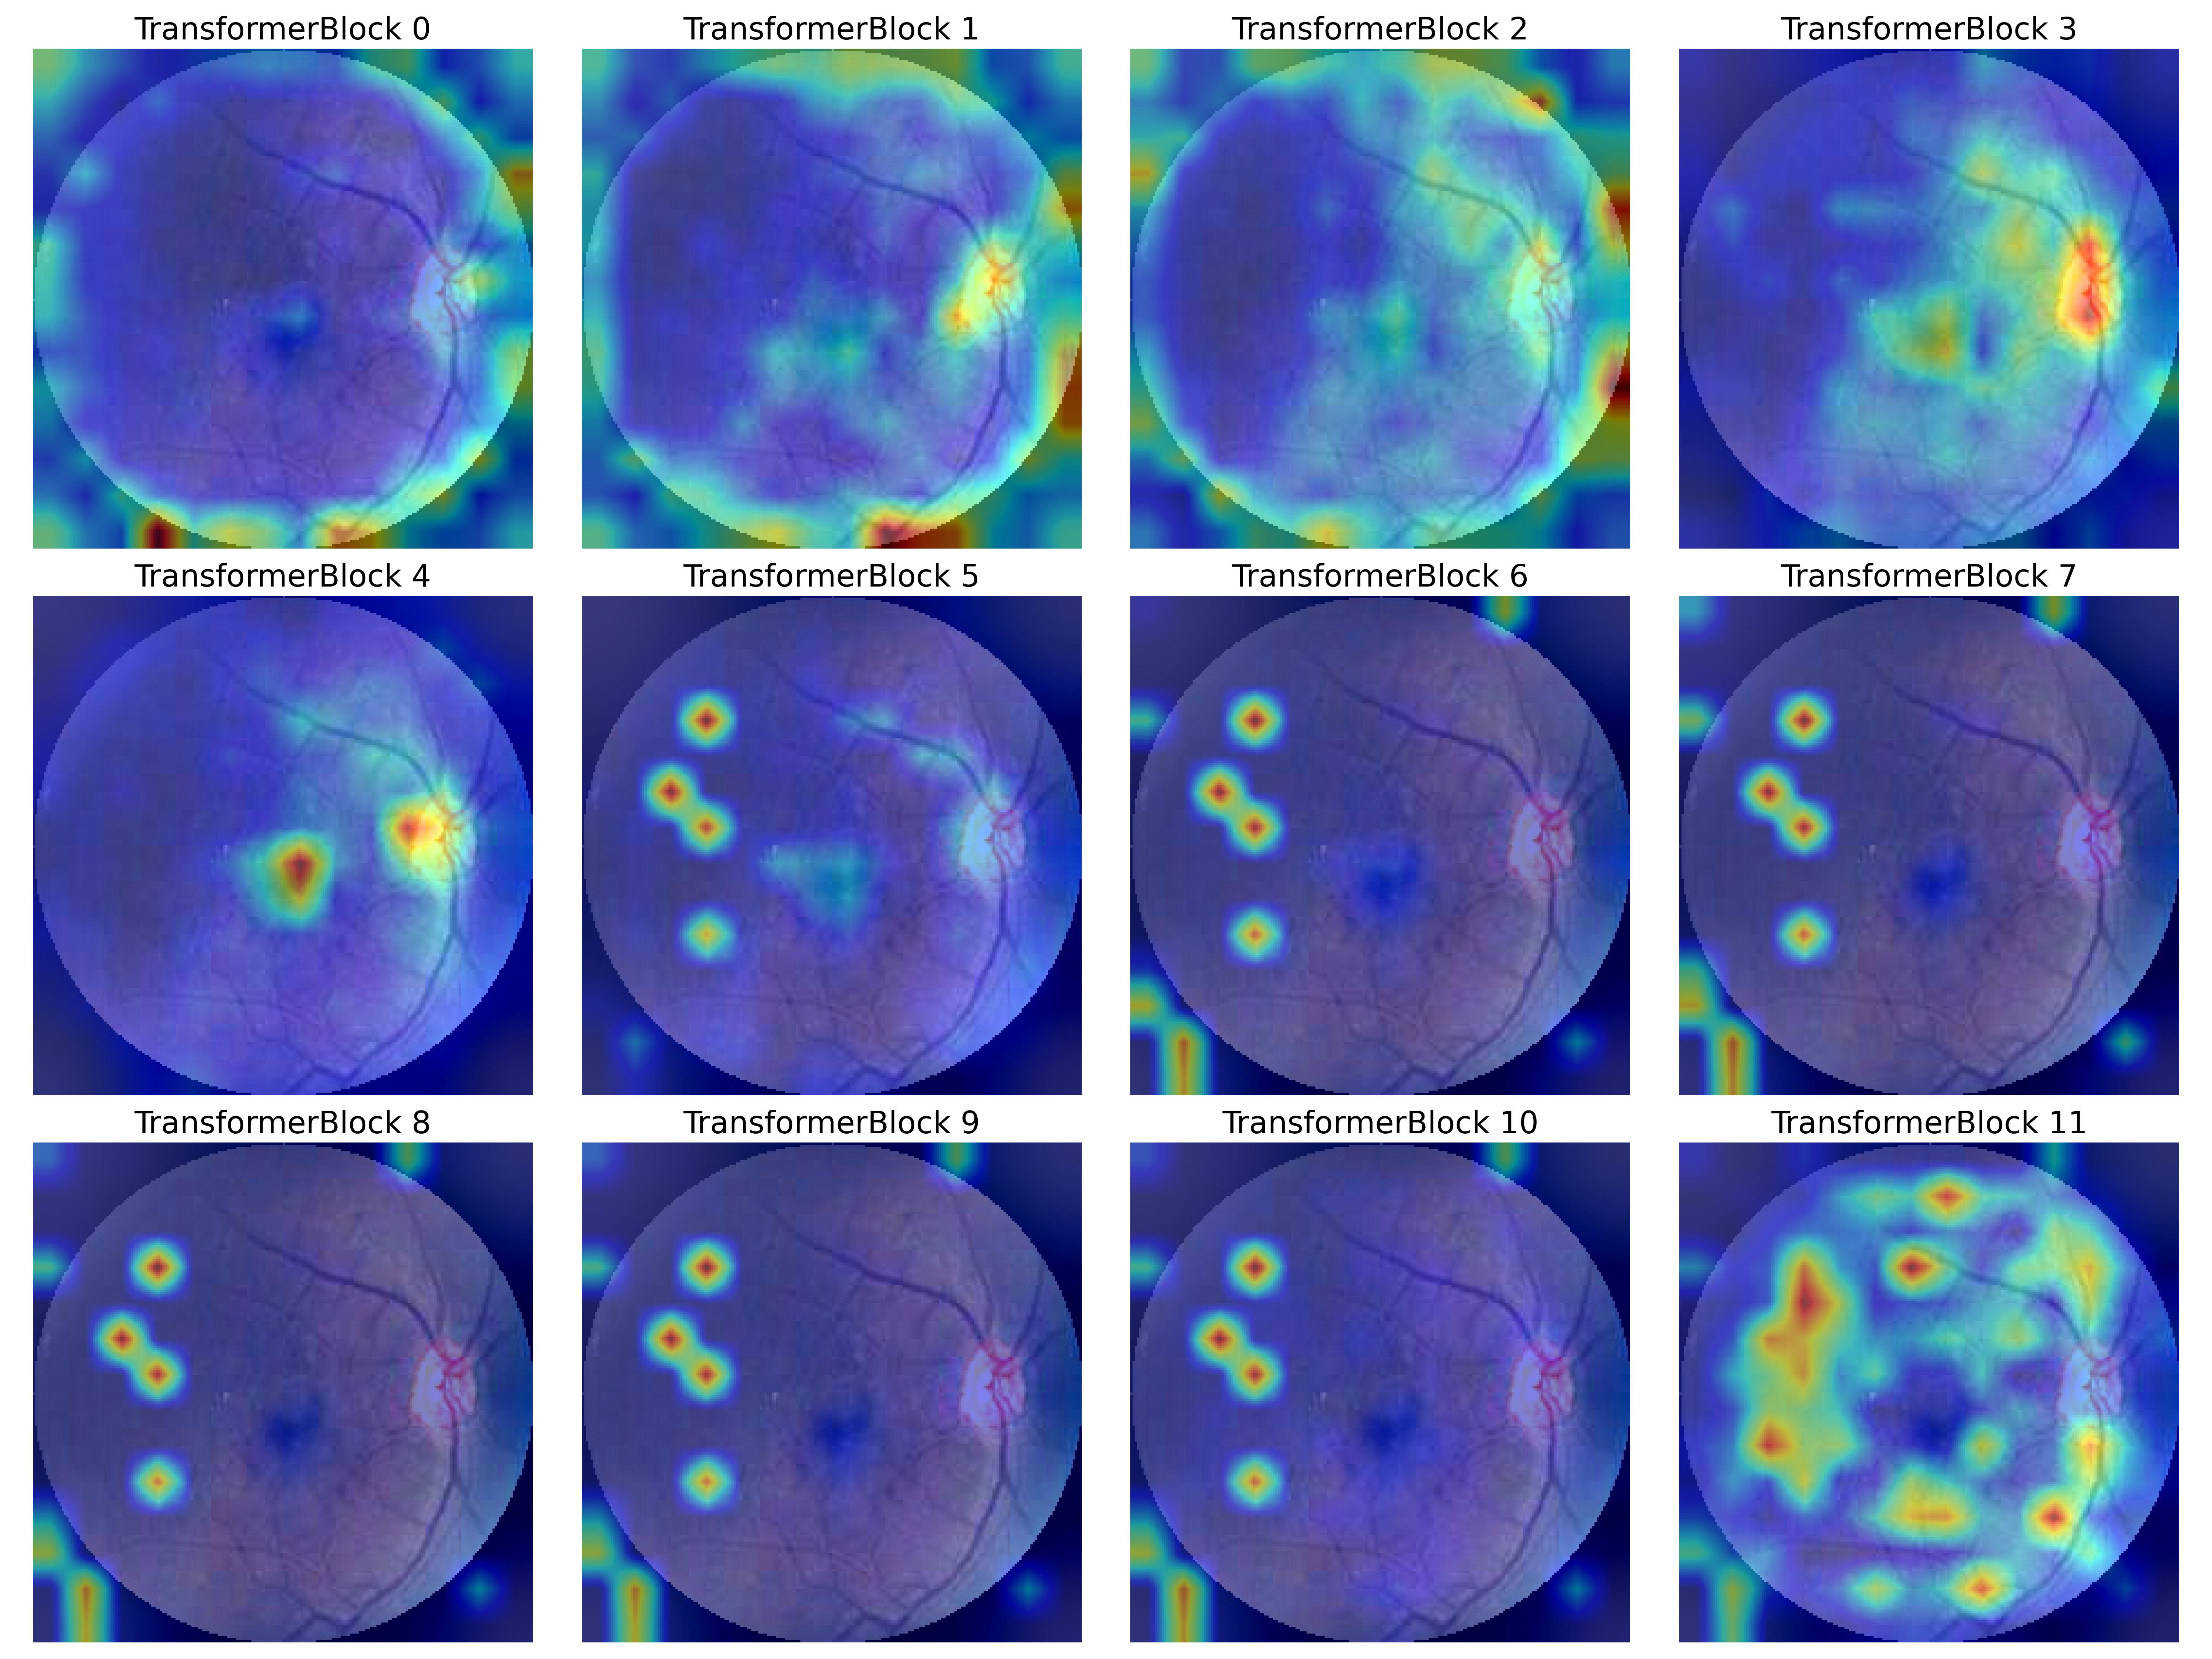 TransformerBlock 0
TransformerBlock 1
TransformerBlock 2
TransformerBlock 3
TransformerBlock 4
TransformerBlock 5
TransformerBlock 6
TransformerBlock 7
TransformerBlock 8
TransformerBlock 9
TransformerBlock 10
TransformerBlock 11